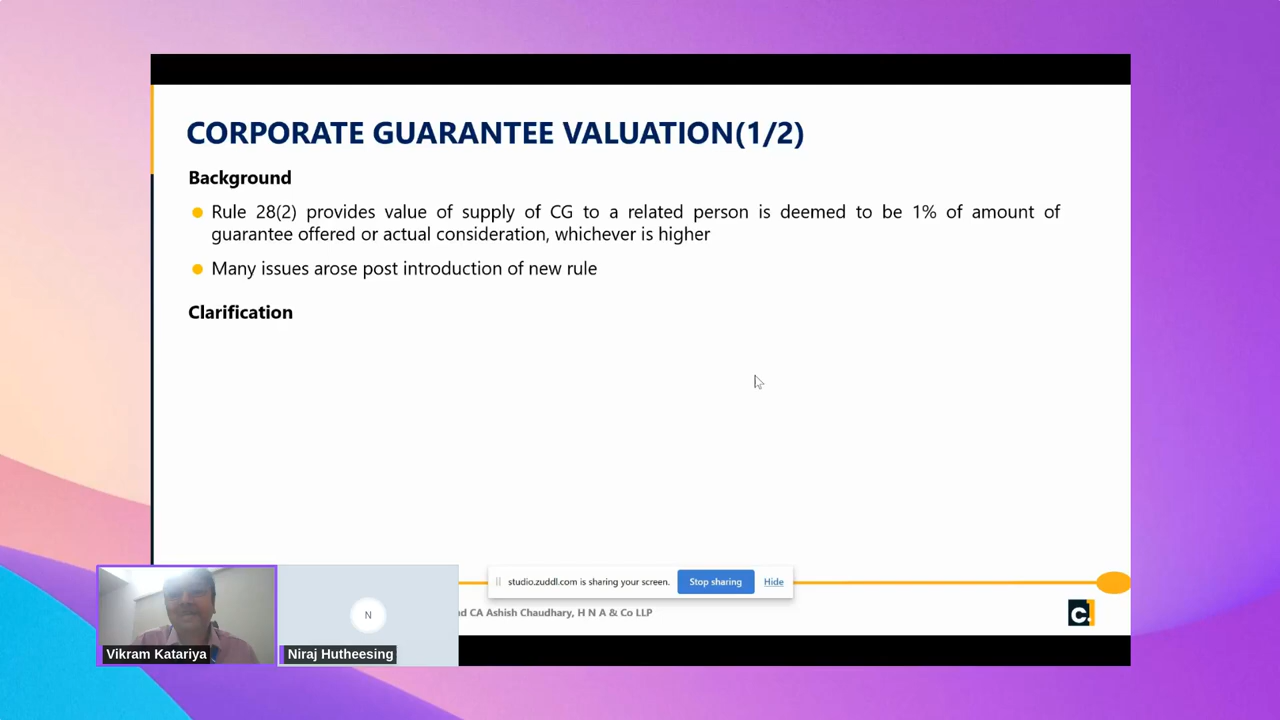 CORPORATE GUARANTEE VALUATION(1/2)
Background
Rule 28(2) provides value of supply of CG to a related person is deemed to be 1% of amount of
guarantee offered or actual consideration, whichever is higher
Many issues arose post introduction of new rule
Clarification
studio.zuddl.com is sharing your screen. Stop sharing Hide
CA Ashish Chaudhary, H N A & Co LLP
c.
N
Vikram Katariya
Niraj Hutheesing